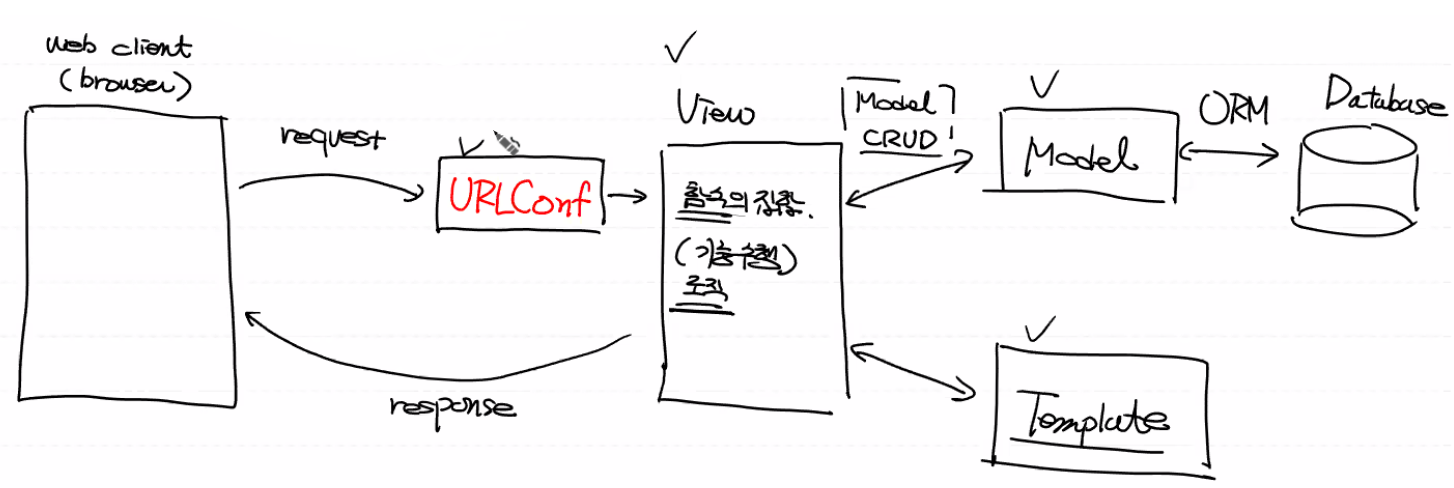 web client
(browser)
request
URLConf
response
View
함수의 집합.
(기능수행)
로직
Model
CRUD
Model
ORM
Database
Template